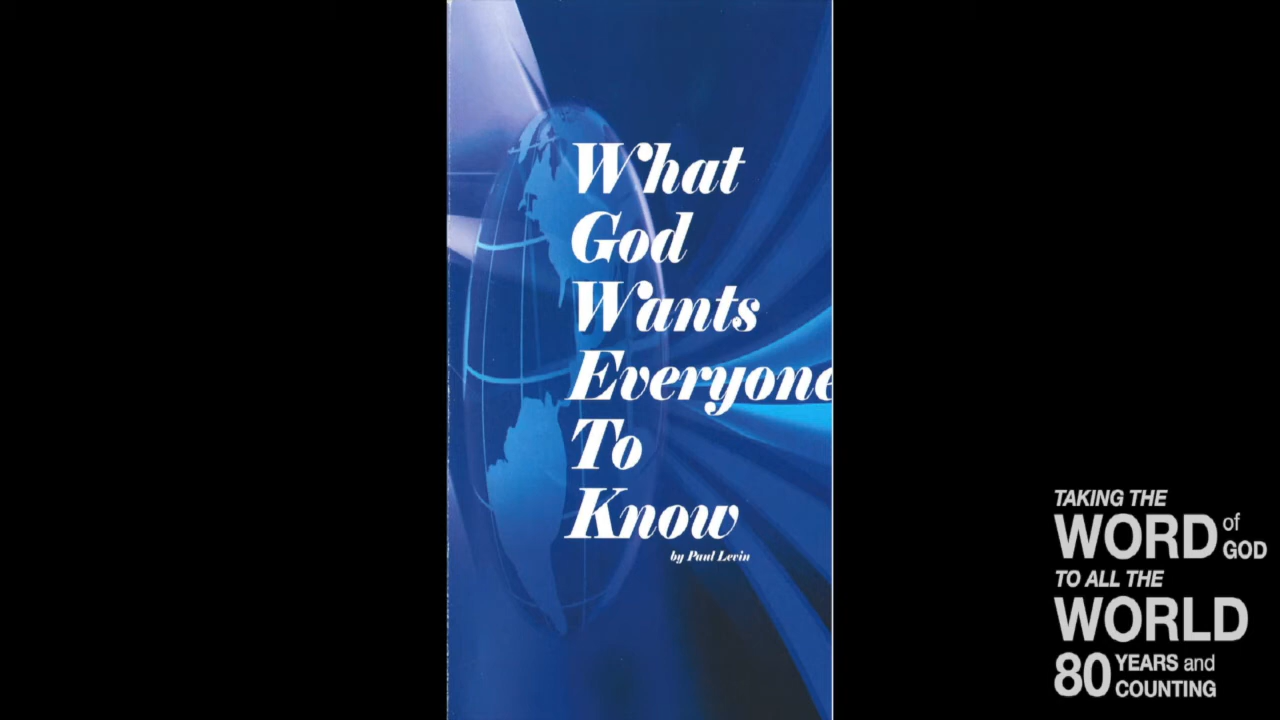 What
God
Wants
Everyone
To
Know
by Paul Levin
TAKING THE
WORD of GOD
TO ALL THE
WORLD
80 YEARS and
COUNTING